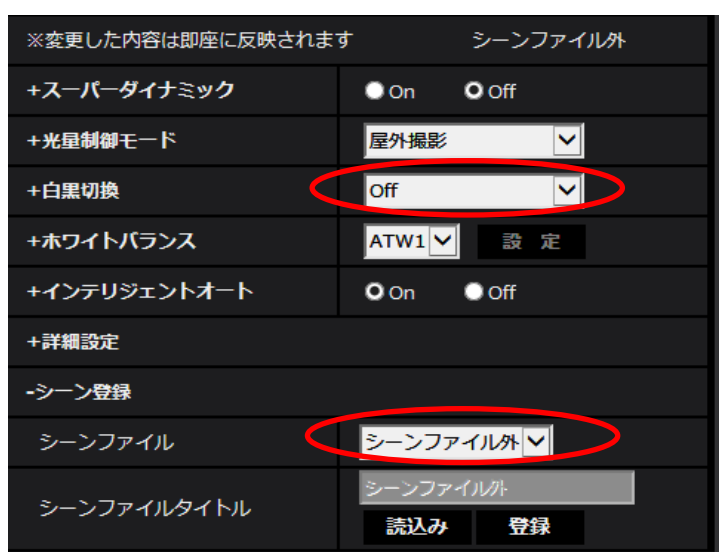 ※変更した内容は即座に反映されます シーンファイル外
+スーパーダイナミック On Off
+光量制御モード 屋外撮影
+白黒切換 Off
+ホワイトバランス ATW1 設 定
+インテリジェントオート On Off
+詳細設定
-シーン登録
シーンファイル シーンファイル外
シーンファイルタイトル シーンファイル外
読込み 登録